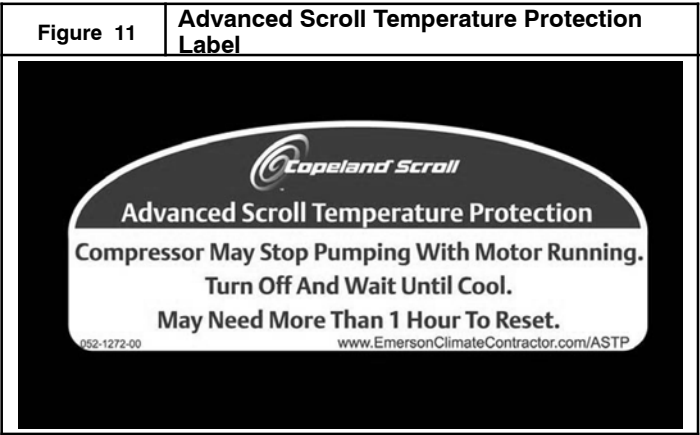 Figure 11
Advanced Scroll Temperature Protection
Label
Copeland Scroll
™
Advanced Scroll Temperature Protection
Compressor May Stop Pumping With Motor Running.
Turn Off And Wait Until Cool.
May Need More Than 1 Hour To Reset.
052-1272-00
www.EmersonClimateContractor.com/ASTP